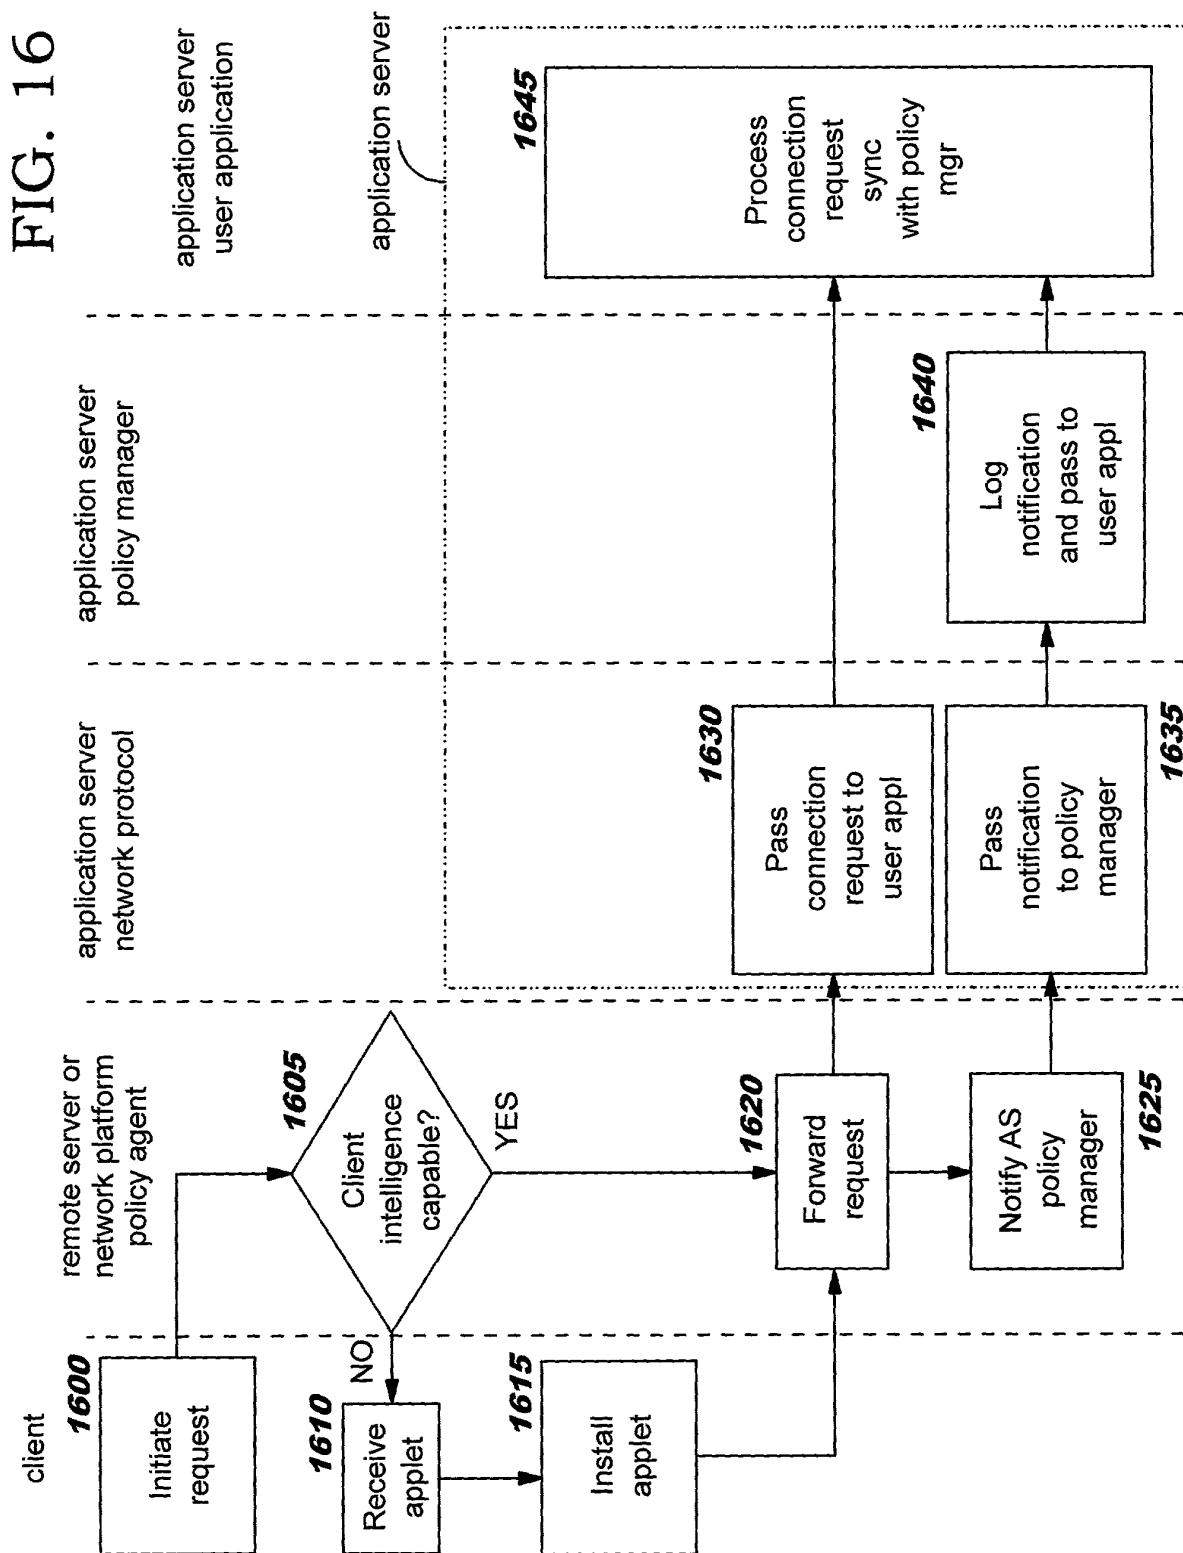 FIG. 16
client
remote server or
network platform
policy agent
application server
network protocol
application server
policy manager
application server
user application
application server
1600
Initiate
request
1605
Client
intelligence
capable?
NO
YES
1610
Receive
applet
1615
Install
applet
1620
Forward
request
1625
Notify AS
policy
manager
1630
Pass
connection
request to
user appl
1635
Pass
notification
to policy
manager
1640
Log
notification
and pass to
user appl
1645
Process
connection
request
sync
with policy
mgr